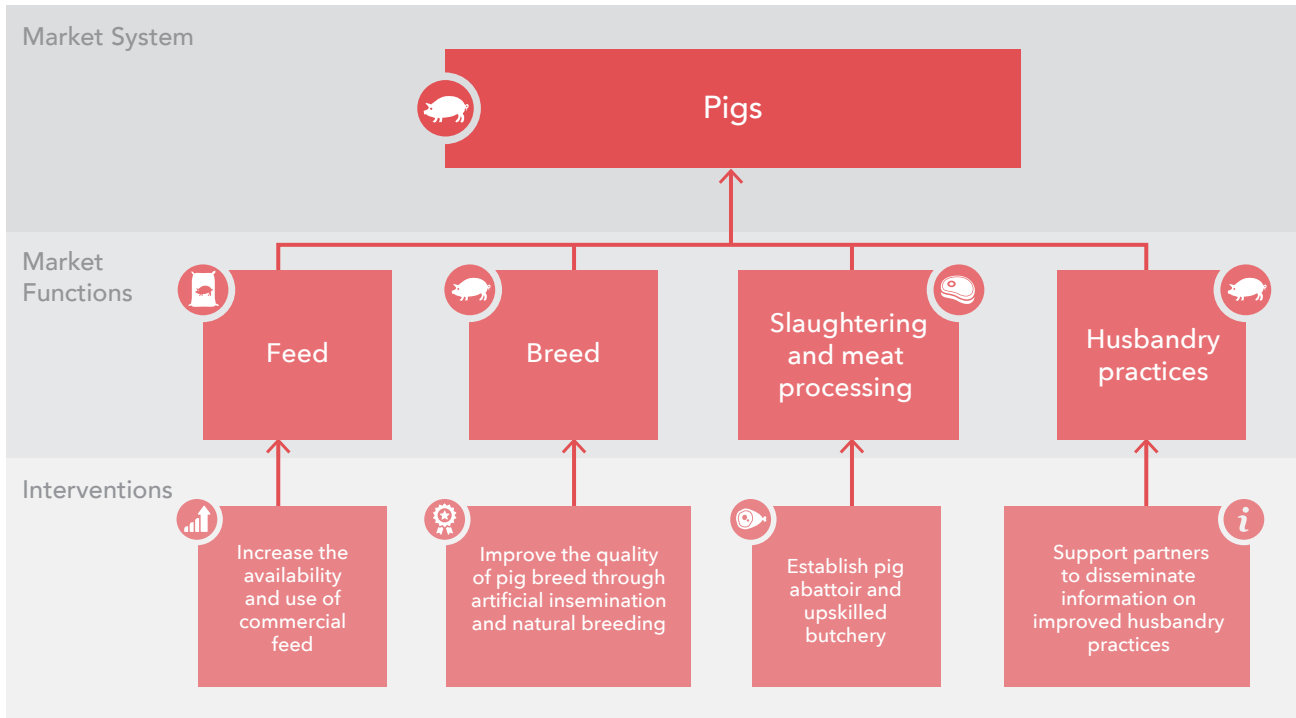 Market System
Pigs
Market
Functions
Feed
Breed
Slaughtering
and meat
processing
Husbandry
practices
Interventions
Increase the
availability
and use of
commercial
feed
Improve the quality
of pig breed through
artificial insemination
and natural breeding
Establish pig
abattoir and
upskilled
butchery
i
Support partners
to disseminate
information on
improved husbandry
practices